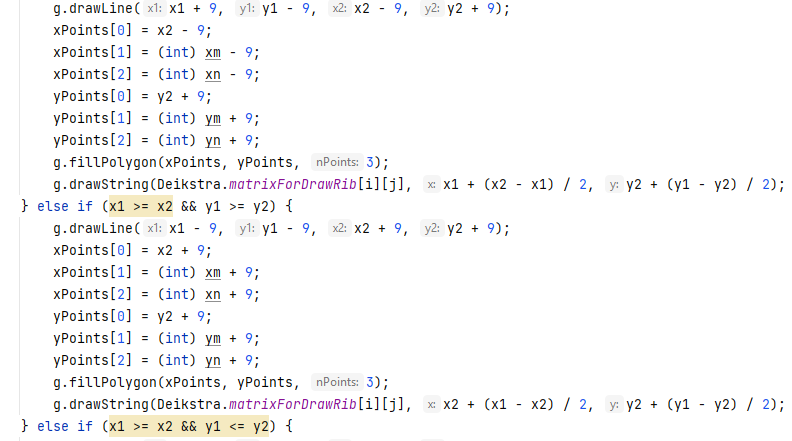 g.drawLine( x1: x1 + 9, y1: y1 - 9, x2: x2 - 9, y2: y2 + 9);
xPoints[0] = x2 - 9;
xPoints[1] = (int) xm - 9;
xPoints[2] = (int) xn - 9;
yPoints[0] = y2 + 9;
yPoints[1] = (int) ym + 9;
yPoints[2] = (int) yn + 9;
g.fillPolygon(xPoints, yPoints, nPoints: 3);
g.drawString(Deikstra.matrixForDrawRib[i][j], x: x1 + (x2 - x1) / 2, y: y2 + (y1 - y2) / 2);
} else if (x1 >= x2 && y1 >= y2) {
g.drawLine( x1: x1 - 9, y1: y1 - 9, x2: x2 + 9, y2: y2 + 9);
xPoints[0] = x2 + 9;
xPoints[1] = (int) xm + 9;
xPoints[2] = (int) xn + 9;
yPoints[0] = y2 + 9;
yPoints[1] = (int) ym + 9;
yPoints[2] = (int) yn + 9;
g.fillPolygon(xPoints, yPoints, nPoints: 3);
g.drawString(Deikstra.matrixForDrawRib[i][j], x: x2 + (x1 - x2) / 2, y: y2 + (y1 - y2) / 2);
} else if (x1 >= x2 && y1 <= y2) {